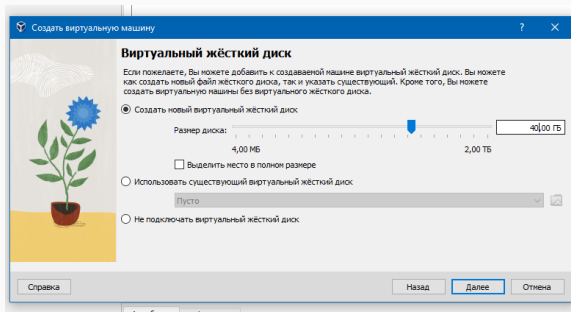 Создать виртуальную машину
?
Виртуальный жёсткий диск
Если пожелаете, Вы можете добавить к создаваемой машине виртуальный жёсткий диск. Вы можете
как создать новый файл жёсткого диска, так и указать существующий. Кроме того, Вы можете
создать виртуальную машину без виртуального жёсткого диска.
Создать новый виртуальный жёсткий диск
Размер диска:
40,00 ГБ
4,00 МБ 2,00 ТБ
Выделить место в полном размере
Использовать существующий виртуальный жёсткий диск
Пусто
Не подключать виртуальный жёсткий диск
Справка Назад Далее Отмена